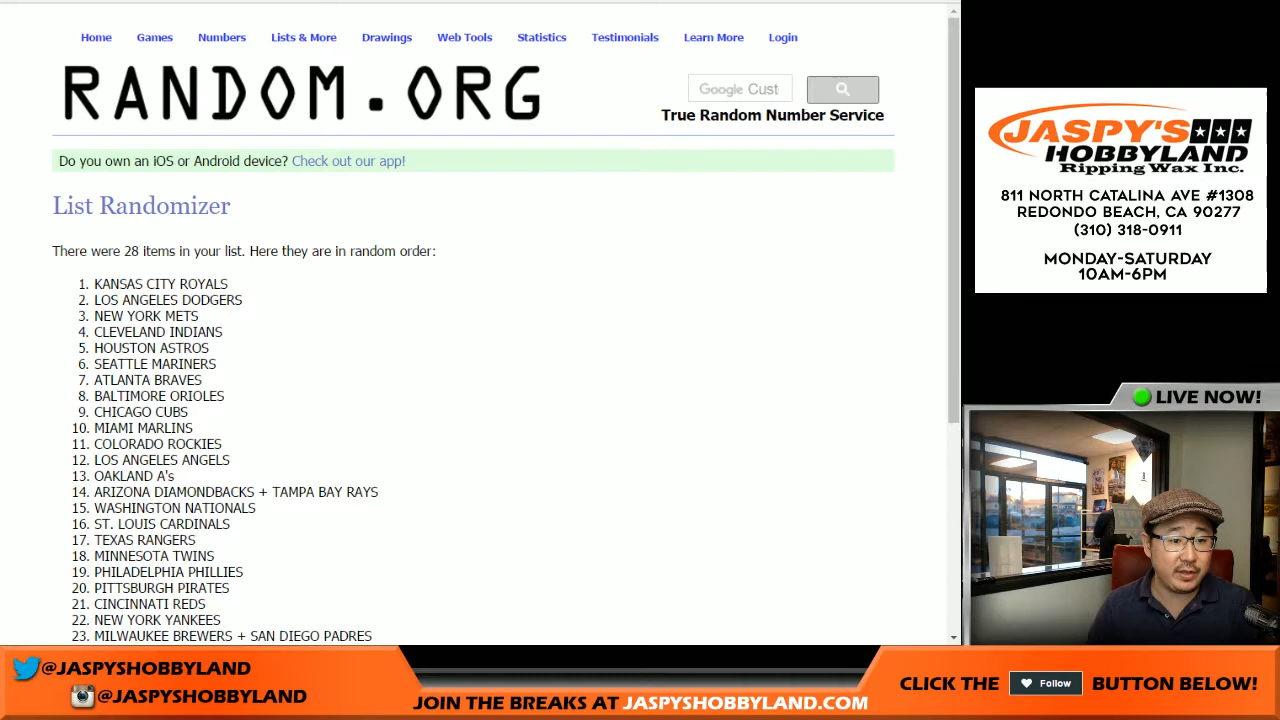 Home Games Numbers Lists & More Drawings Web Tools Statistics Testimonials Learn More Login
RANDOM.ORG
Google Cust
True Random Number Service
Do you own an iOS or Android device? Check out our app!
List Randomizer
There were 28 items in your list. Here they are in random order:
1. KANSAS CITY ROYALS
2. LOS ANGELES DODGERS
3. NEW YORK METS
4. CLEVELAND INDIANS
5. HOUSTON ASTROS
6. SEATTLE MARINERS
7. ATLANTA BRAVES
8. BALTIMORE ORIOLES
9. CHICAGO CUBS
10. MIAMI MARLINS
11. COLORADO ROCKIES
12. LOS ANGELES ANGELS
13. OAKLAND A's
14. ARIZONA DIAMONDBACKS + TAMPA BAY RAYS
15. WASHINGTON NATIONALS
16. ST. LOUIS CARDINALS
17. TEXAS RANGERS
18. MINNESOTA TWINS
19. PHILADELPHIA PHILLIES
20. PITTSBURGH PIRATES
21. CINCINNATI REDS
22. NEW YORK YANKEES
23. MILWAUKEE BREWERS + SAN DIEGO PADRES
JASPY'S
HOBBYLAND
Ripping Wax Inc.
811 NORTH CATALINA AVE #1308
REDONDO BEACH, CA 90277
(310) 318-0911
MONDAY-SATURDAY
10AM-6PM
LIVE NOW!
@JASPYSHOBBYLAND
@JASPYSHOBBYLAND
JOIN THE BREAKS AT JASPYSHOBBYLAND.COM
CLICK THE Follow BUTTON BELOW!